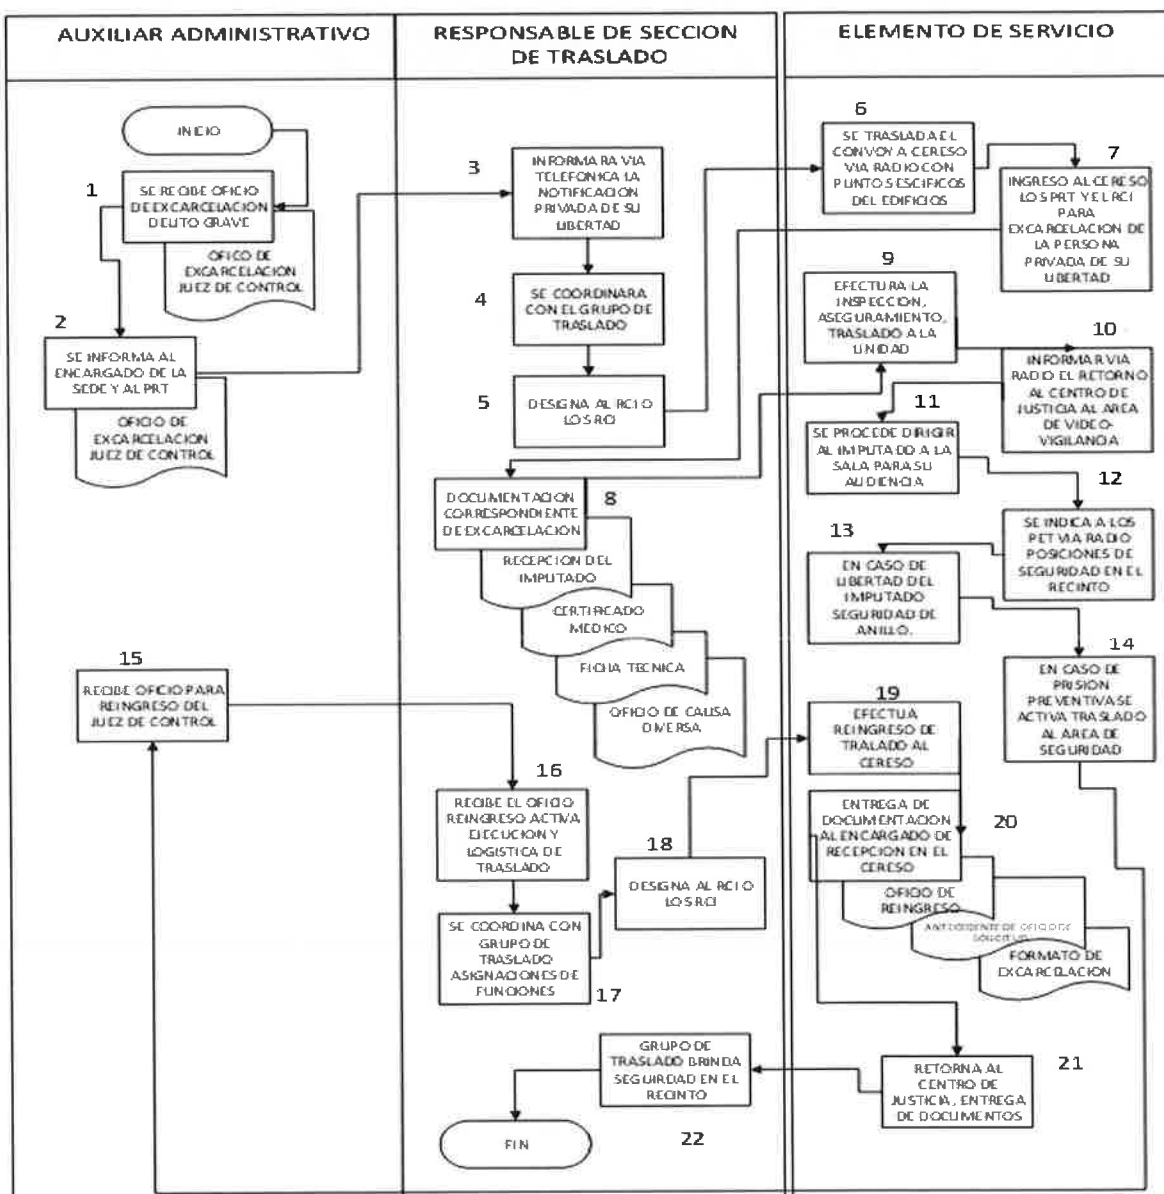 AUXILIAR ADMINISTRATIVO
RESPONSABLE DE SECCION
DE TRASLADO
ELEMENTO DE SERVICIO
INICIO
1
SE RECIBE OFICIO
DE EXCARCELACION
DELITO GRAVE
OFICO DE
EXCARCELACION
JUEZ DE CONTROL
2
SE INFORMA AL
ENCARGADO DE LA
SEDE Y AL PRT
OFICIO DE
EXCARCELACION
JUEZ DE CONTROL
3
INFORMARA VIA
TELEFONICA LA
NOTIFICACION
PRIVADA DE SU
LIBERTAD
4
SE COORDINARA
CON EL GRUPO DE
TRASLADO
5
DESIGNA AL RCI O
LOS RCI
6
SE TRASLADA EL
CONVOY A CERESO
VIA RADIO CON
PUNTOS ESCIFICOS
DEL EDIFICIOS
7
INGRESO AL CERESO
LOS PRT Y EL RCI
PARA
EXCARCELACION DE
LA PERSONA
PRIVADA DE SU
LIBERTAD
8
DOCUMENTACION
CORRESPONDIENTE
DE EXCARCELACION
RECEPCION DEL
IMPUTADO
CERTIFICADO
MEDICO
FICHA TECNICA
OFICIO DE CAUSA
DIVERSA
9
EFECTURA LA
INSPECCION,
ASEGURAMIENTO,
TRASLADO A LA
UNIDAD
10
INFORMAR VIA
RADIO EL RETORNO
AL CENTRO DE
JUSTICIA AL AREA
DE VIDEO-
VIGILANCIA
11
SE PROCEDE DIRIGIR
AL IMPUTADO A LA
SALA PARA SU
AUDIENCIA
12
SE INDICA A LOS
PET VIA RADIO
POSICIONES DE
SEGURIDAD EN EL
RECINTO
13
EN CASO DE
LIBERTAD DEL
IMPUTADO
SEGURIDAD DE
ANILLO.
14
EN CASO DE
PRISION
PREVENTIVA SE
ACTIVA TRASLADO
AL AREA DE
SEGURIDAD
15
RECIBE OFICIO PARA
REINGRESO DEL
JUEZ DE CONTROL
16
RECIBE EL OFICIO
REINGRESO ACTIVA
EJECUCION Y
LOGISTICA DE
TRASLADO
17
SE COORDINA CON
GRUPO DE
TRASLADO
ASIGNACIONES DE
FUNCIONES
18
DESIGNA AL RCI O
LOS RCI
19
EFECTUA
REINGRESO DE
TRALADO AL
CERESO
20
ENTREGA DE
DOCUMENTACION
AL ENCARGADO DE
RECEPCION EN EL
CERESO
OFICIO DE
REINGRESO
ANTECEDENTE DE OFICIO DE
SOLICITUD
FORMATO DE
EXCARCELACION
21
RETORNA AL
CENTRO DE
JUSTICIA, ENTREGA
DE DOCUMENTOS
22
GRUPO DE
TRASLADO BRINDA
SEGUIRDAD EN EL
RECINTO
FIN